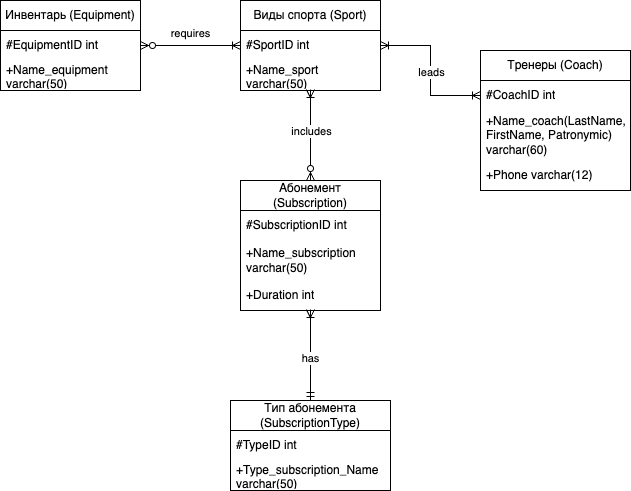 Инвентарь (Equipment)
#EquipmentID int
+Name_equipment
varchar(50)
requires
Виды спорта (Sport)
#SportID int
+Name_sport
varchar(50)
leads
Тренеры (Coach)
#CoachID int
+Name_coach(LastName,
FirstName, Patronymic)
varchar(60)
+Phone varchar(12)
includes
Абонемент
(Subscription)
#SubscriptionID int
+Name_subscription
varchar(50)
+Duration int
has
Тип абонемента
(SubscriptionType)
#TypeID int
+Type_subscription_Name
varchar(50)